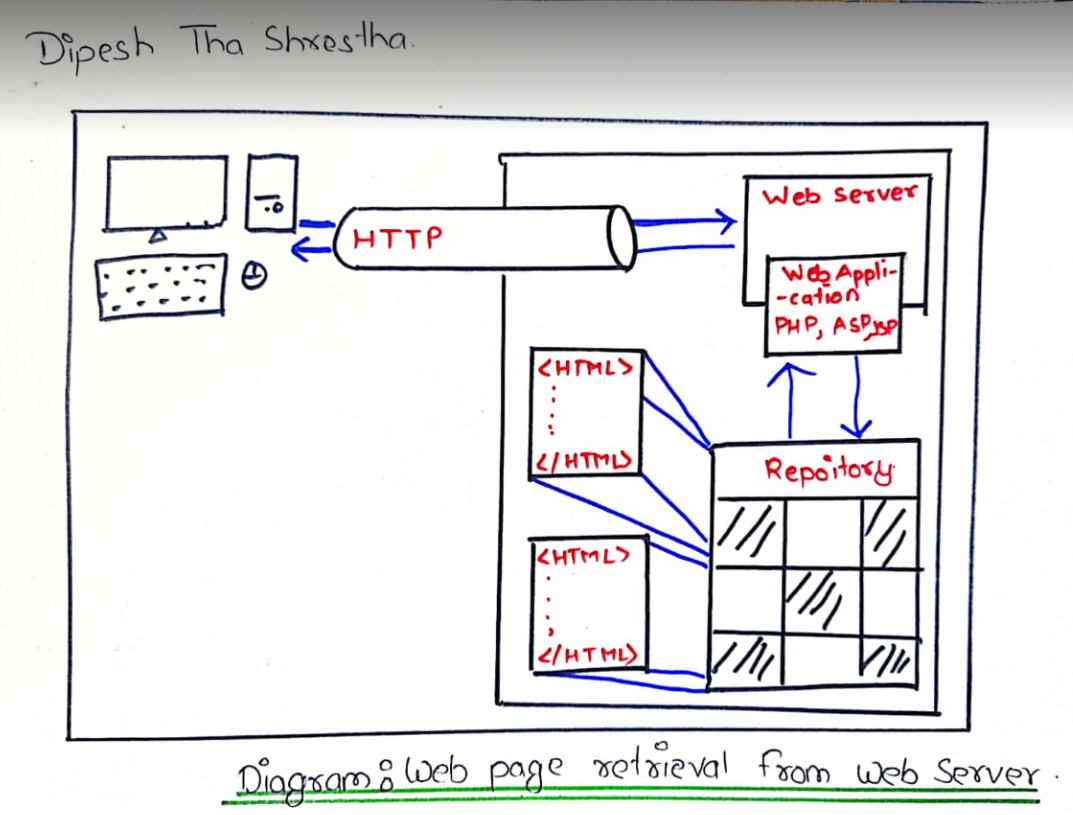 Dipesh Tha Shrestha.
HTTP
Web Server
Web Appli-
-cation
PHP, ASP, JSP
<HTML>
</HTML>
Repoitory
<HTML>
</HTML>
Diagram: Web page retrieval from Web Server.